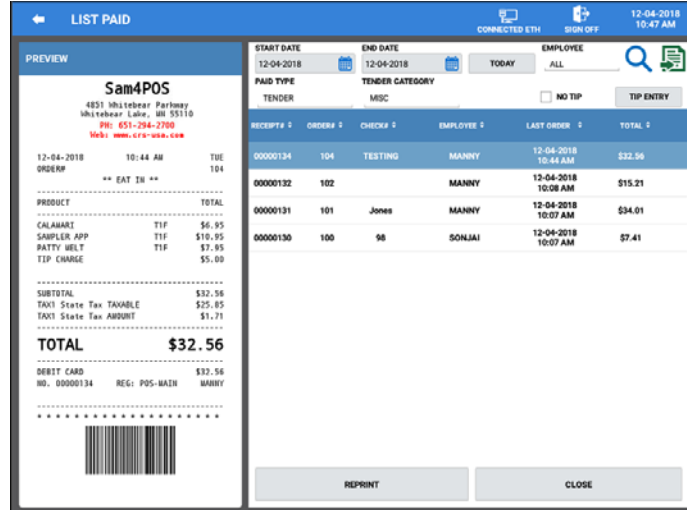 LIST PAID
CONNECTED ETH
SIGN OFF
12-04-2018
10:47 AM
PREVIEW
Sam4POS
4851 Whitebear Parkway
Whitebear Lake, MN 55110
PH: 651-294-2700
Web: www.crs-usa.com
12-04-2018 10:44 AM TUE
ORDER# 104
** EAT IN **
PRODUCT TOTAL
CALAMARI T1F $6.95
SAMPLER APP T1F $10.95
PATTY MELT T1F $7.95
TIP CHARGE $5.00
SUBTOTAL $32.56
TAX1 State Tax TAXABLE $25.85
TAX1 State Tax AMOUNT $1.71
TOTAL $32.56
DEBIT CARD $32.56
NO. 00000134 REG: POS-MAIN MANNY
* * * * * * * * * * * * * * * * * * * * *
START DATE END DATE EMPLOYEE
12-04-2018 12-04-2018 TODAY ALL
PAID TYPE TENDER CATEGORY
TENDER MISC NO TIP TIP ENTRY
RECEIPT# ORDER# CHECK# EMPLOYEE LAST ORDER TOTAL
00000134 104 TESTING MANNY 12-04-2018 10:44 AM $32.56
00000132 102 MANNY 12-04-2018 10:08 AM $15.21
00000131 101 Jones MANNY 12-04-2018 10:07 AM $34.01
00000130 100 98 SONJAI 12-04-2018 10:07 AM $7.41
REPRINT CLOSE